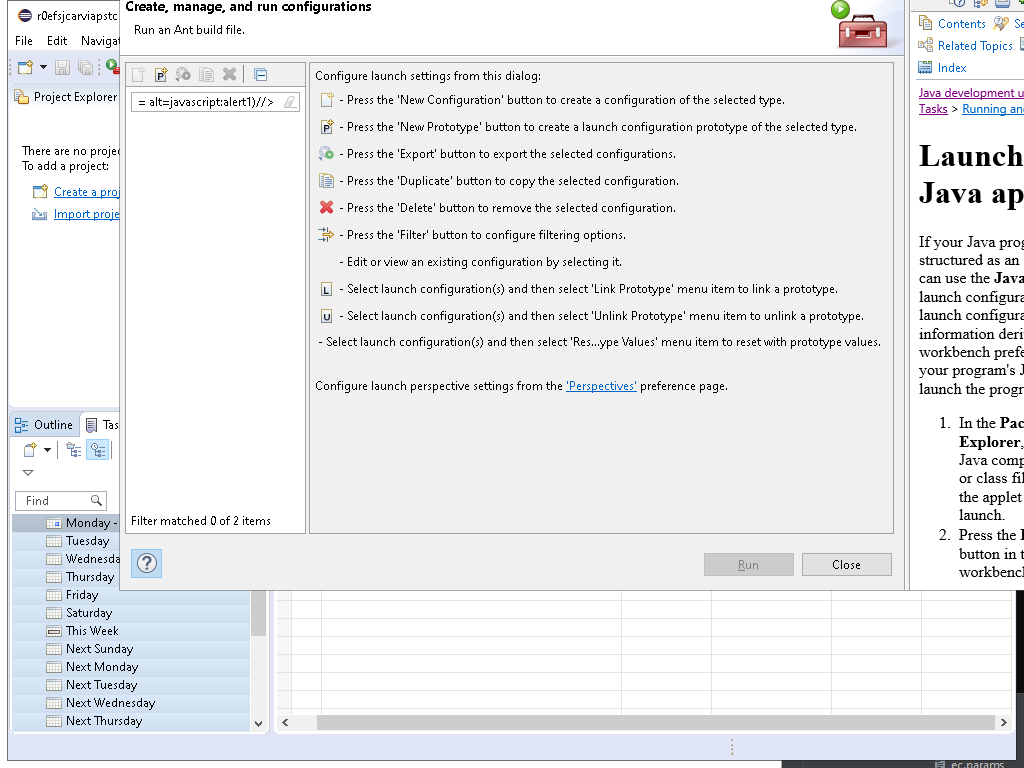 r0efsjcarviapstc
File Edit Navigat
Project Explorer
There are no projec
To add a project:
Create a proj
Import proje
Outline
Tas
Find
Monday -
Tuesday
Wednesda
Thursday
Friday
Saturday
This Week
Next Sunday
Next Monday
Next Tuesday
Next Wednesday
Next Thursday
Create, manage, and run configurations
Run an Ant build file.
= alt=javascript:alert1)//>
Filter matched 0 of 2 items
Configure launch settings from this dialog:
- Press the 'New Configuration' button to create a configuration of the selected type.
- Press the 'New Prototype' button to create a launch configuration prototype of the selected type.
- Press the 'Export' button to export the selected configurations.
- Press the 'Duplicate' button to copy the selected configuration.
- Press the 'Delete' button to remove the selected configuration.
- Press the 'Filter' button to configure filtering options.
- Edit or view an existing configuration by selecting it.
L - Select launch configuration(s) and then select 'Link Prototype' menu item to link a prototype.
U - Select launch configuration(s) and then select 'Unlink Prototype' menu item to unlink a prototype.
- Select launch configuration(s) and then select 'Res...ype Values' menu item to reset with prototype values.
Configure launch perspective settings from the 'Perspectives' preference page.
Run
Close
Contents Se
Related Topics
Index
Java development u
Tasks > Running and
Launch
Java ap
If your Java prog
structured as an
can use the Java
launch configura
launch configura
information deri
workbench prefe
your program's J
launch the progr
1. In the Pac
Explorer,
Java comp
or class fil
the applet
launch.
2. Press the
button in t
workbench
ec.params